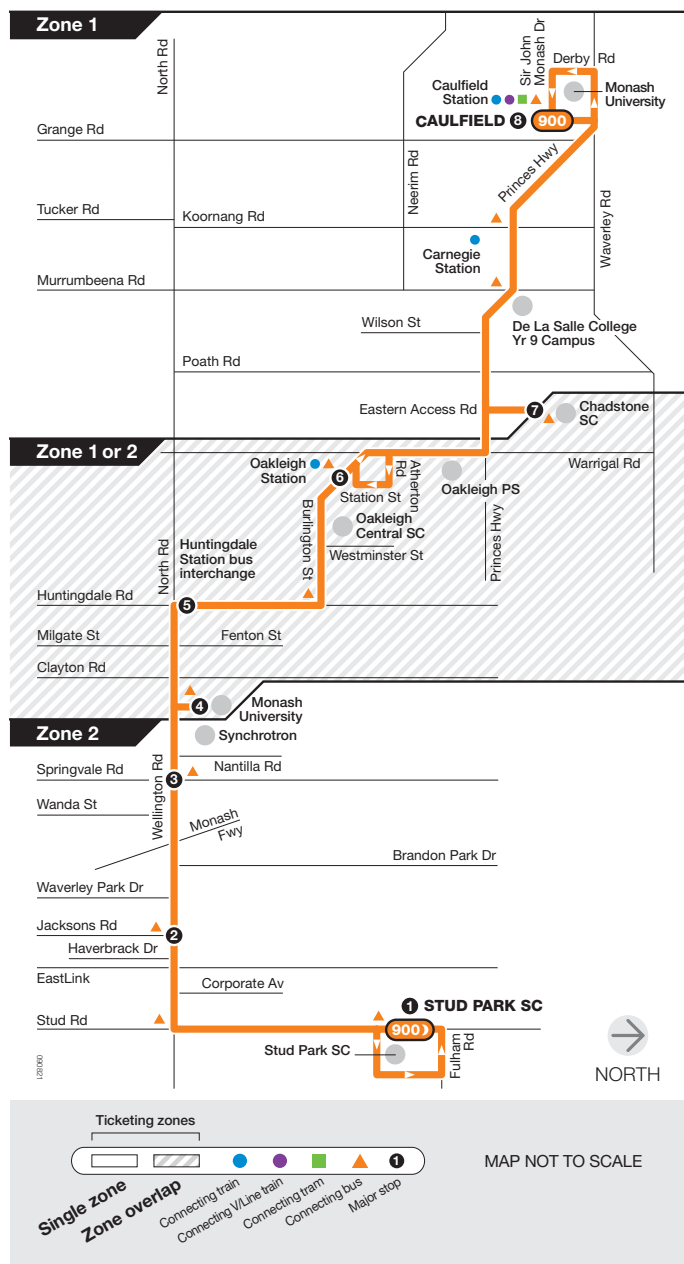 Zone 1
North Rd
Sir John
Monash Dr
Derby Rd
Caulfield
Station
Monash
University
CAULFIELD 8 900
Grange Rd
Neerim Rd
Princes Hwy
Waverley Rd
Tucker Rd
Koornang Rd
Carnegie
Station
Murrumbeena Rd
De La Salle College
Yr 9 Campus
Wilson St
Poath Rd
Eastern Access Rd
7
Chadstone
SC
Zone 1 or 2
Warrigal Rd
Oakleigh
Station
6
Atherton
Rd
Oakleigh PS
Station St
Oakleigh
Central SC
Burlington St
Westminster St
Princes Hwy
North Rd
Huntingdale
Station bus
interchange
Huntingdale Rd
5
Milgate St
Fenton St
Clayton Rd
4
Monash
University
Zone 2
Synchrotron
Springvale Rd
Wellington Rd
3
Nantilla Rd
Wanda St
Monash
Fwy
Brandon Park Dr
Waverley Park Dr
Jacksons Rd
2
Haverbrack Dr
EastLink
Corporate Av
1 STUD PARK SC
Stud Rd
900
Stud Park SC
Fulham
Rd
090821
NORTH
Ticketing zones
1
MAP NOT TO SCALE
Single zone
Zone overlap
Connecting train
Connecting V/Line train
Connecting tram
Connecting bus
Major stop